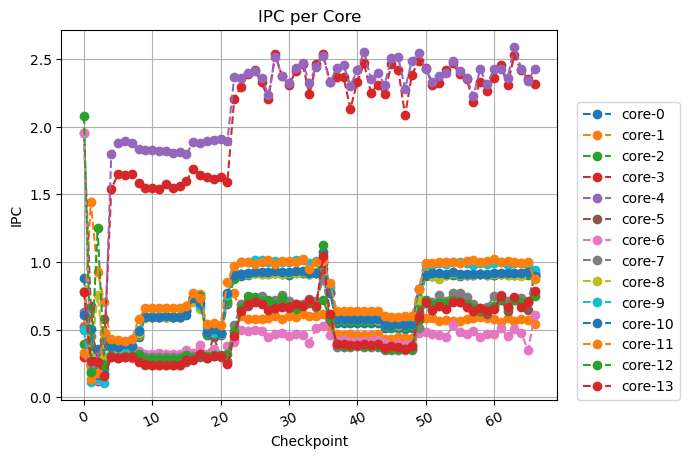 IPC per Core
IPC
2.5
2.0
1.5
1.0
0.5
0.0
0
10
20
30
40
50
60
Checkpoint
core-0
core-1
core-2
core-3
core-4
core-5
core-6
core-7
core-8
core-9
core-10
core-11
core-12
core-13